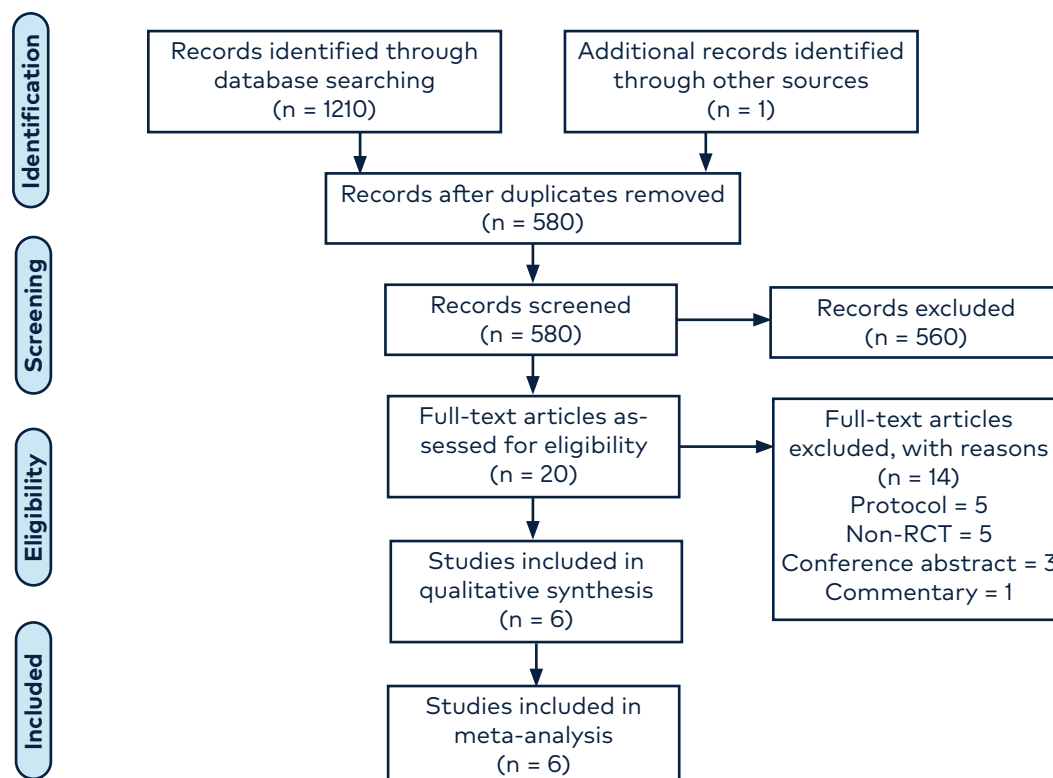 Identification
Records identified through
database searching
(n = 1210)
Additional records identified
through other sources
(n = 1)
Records after duplicates removed
(n = 580)
Screening
Records screened
(n = 580)
Records excluded
(n = 560)
Eligibility
Full-text articles as-
sessed for eligibility
(n = 20)
Full-text articles
excluded, with reasons
(n = 14)
Protocol = 5
Non-RCT = 5
Conference abstract = 3
Commentary = 1
Studies included in
qualitative synthesis
(n = 6)
Included
Studies included in
meta-analysis
(n = 6)